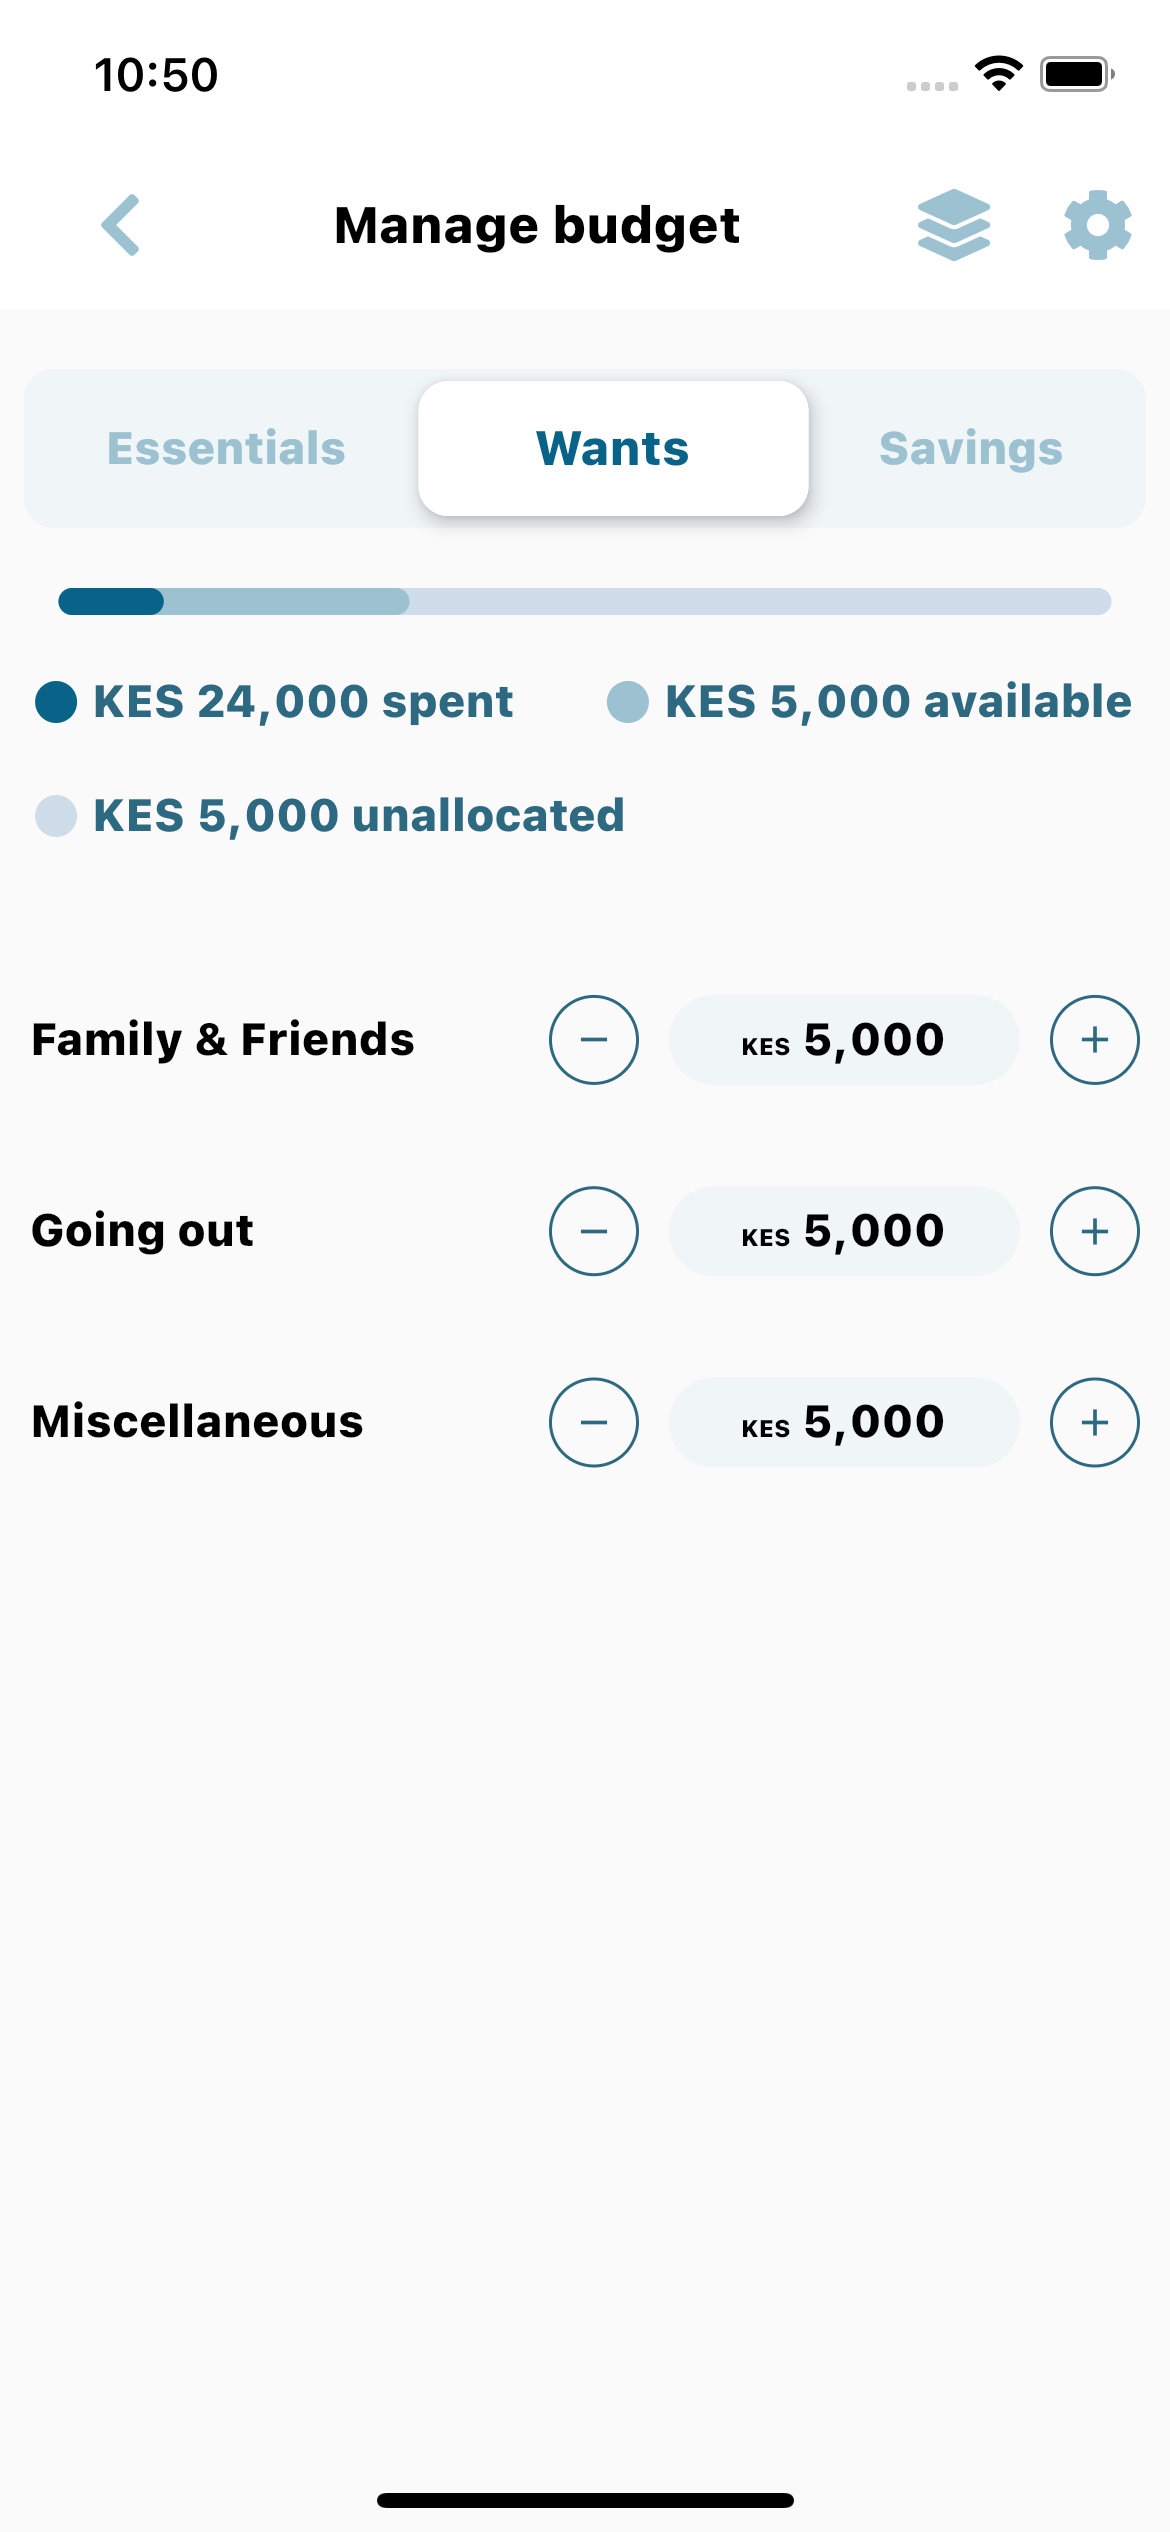 10:50
Manage budget
Essentials Wants Savings
KES 24,000 spent KES 5,000 available
KES 5,000 unallocated
Family & Friends − KES 5,000 +
Going out − KES 5,000 +
Miscellaneous − KES 5,000 +